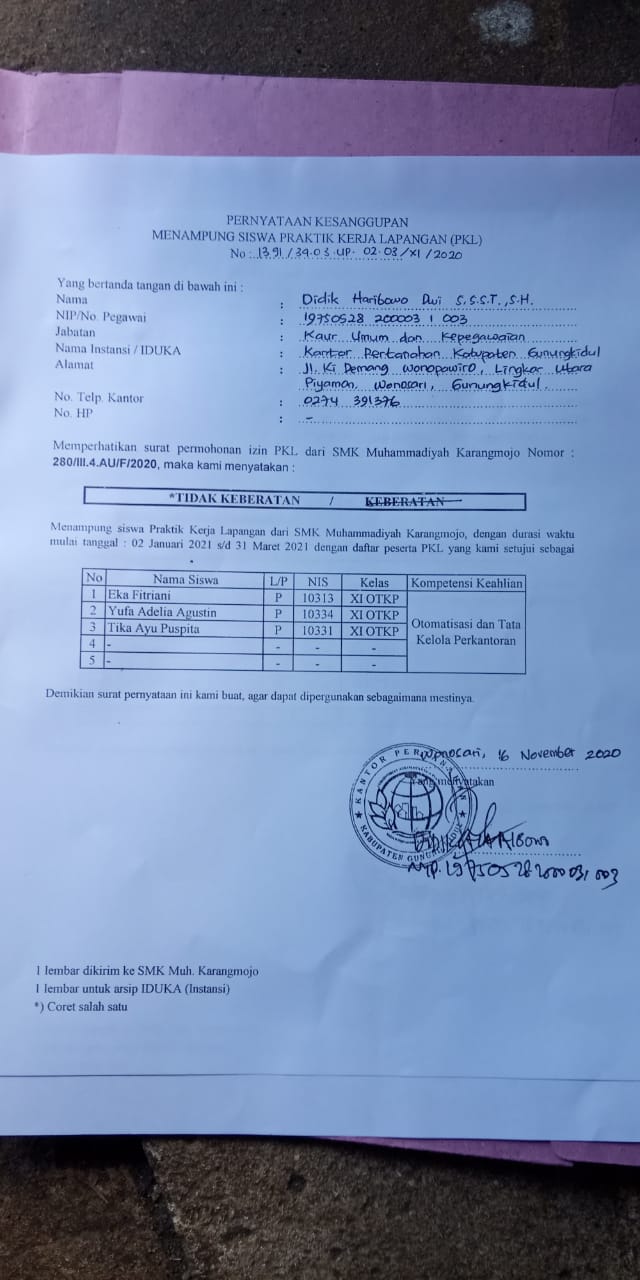 PERNYATAAN KESANGGUPAN
MENAMPUNG SISWA PRAKTIK KERJA LAPANGAN (PKL)
No : 1391/34.03.UP.02.03/XI/2020
Yang bertanda tangan di bawah ini :
Nama : Didik Haribowo Dwi S, S.S.T., S.H.
NIP/No. Pegawai : 19750528 200003 1 003
Jabatan : Kaur Umum dan Kepegawaian
Nama Instansi / IDUKA : Kantor Pertanahan Kabupaten Gunungkidul
Alamat : Jl. Ki Demang Wonopawiro, Lingkar Utara
Piyaman, Wonosari, Gunungkidul.
No. Telp. Kantor : 0274 391376
No. HP : -
Memperhatikan surat permohonan izin PKL dari SMK Muhammadiyah Karangmojo Nomor :
280/III.4.AU/F/2020, maka kami menyatakan :
*TIDAK KEBERATAN / KEBERATAN
Menampung siswa Praktik Kerja Lapangan dari SMK Muhammadiyah Karangmojo, dengan durasi waktu
mulai tanggal : 02 Januari 2021 s/d 31 Maret 2021 dengan daftar peserta PKL yang kami setujui sebagai
No Nama Siswa L/P NIS Kelas Kompetensi Keahlian
1 Eka Fitriani P 10313 XI OTKP
2 Yufa Adelia Agustin P 10334 XI OTKP Otomatisasi dan Tata
3 Tika Ayu Puspita P 10331 XI OTKP Kelola Perkantoran
4 - - - -
5 - - - -
Demikian surat pernyataan ini kami buat, agar dapat dipergunakan sebagaimana mestinya.
Wonosari, 16 November 2020
Yang menyatakan
KANTOR PERTANAHAN
KABUPATEN GUNUNGKIDUL
NIP. 19750528 200003 1 003
1 lembar dikirim ke SMK Muh. Karangmojo
1 lembar untuk arsip IDUKA (Instansi)
*) Coret salah satu